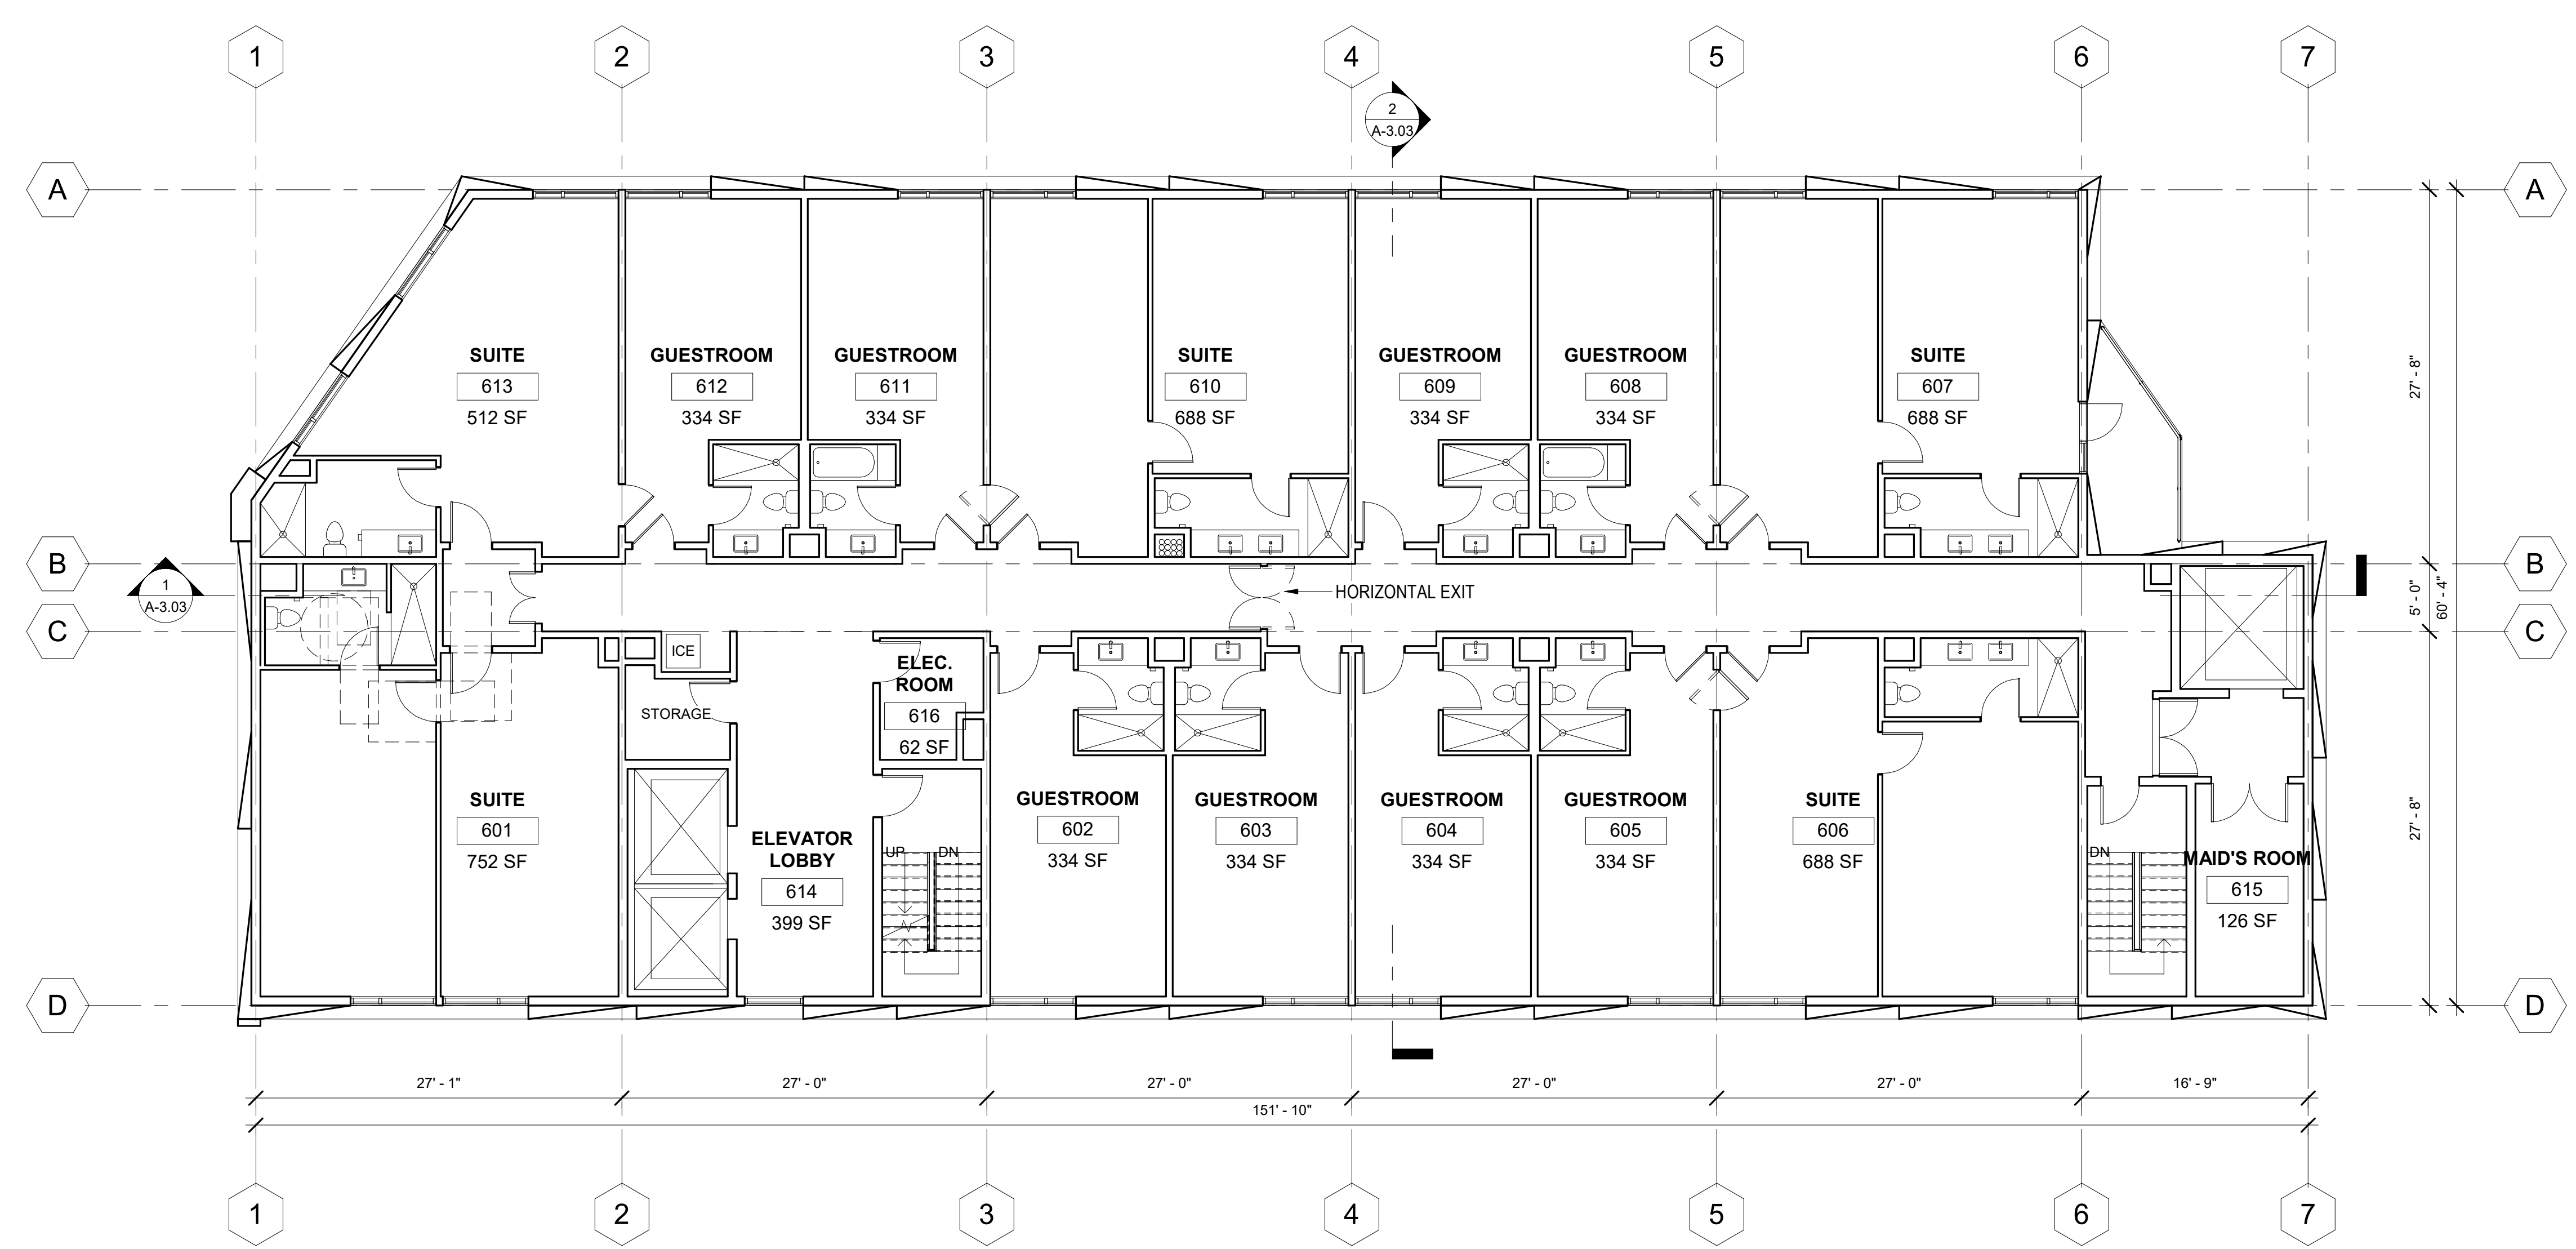 1 2 3 4 5 6 7
2
A-3.03
A A
SUITE
613
512 SF
GUESTROOM
612
334 SF
GUESTROOM
611
334 SF
SUITE
610
688 SF
GUESTROOM
609
334 SF
GUESTROOM
608
334 SF
SUITE
607
688 SF
27' - 8"
B B
1
A-3.03
HORIZONTAL EXIT
5' - 0"
60' - 4"
C C
ICE
STORAGE
ELEC.
ROOM
616
62 SF
SUITE
601
752 SF
ELEVATOR
LOBBY
614
399 SF
UP DN
GUESTROOM
602
334 SF
GUESTROOM
603
334 SF
GUESTROOM
604
334 SF
GUESTROOM
605
334 SF
SUITE
606
688 SF
DN
MAID'S ROOM
615
126 SF
27' - 8"
D D
27' - 1" 27' - 0" 27' - 0" 27' - 0" 27' - 0" 16' - 9"
151' - 10"
1 2 3 4 5 6 7